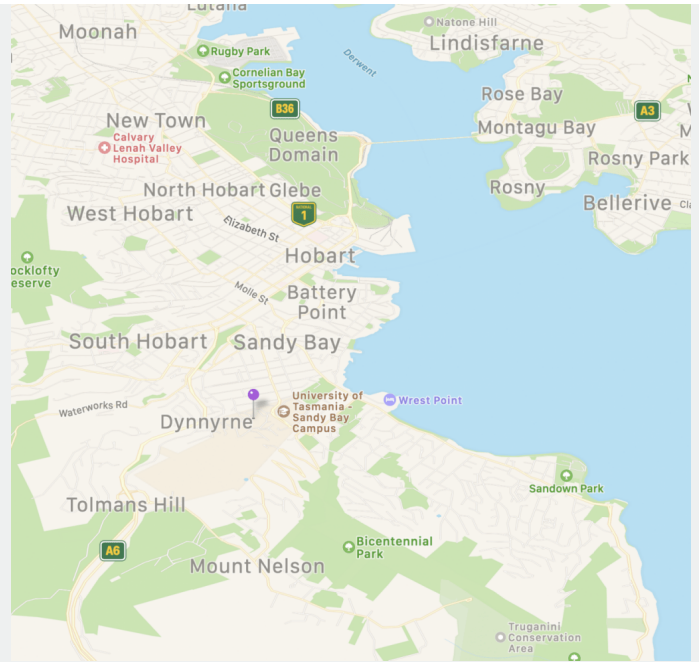 Lutana
Moonah
Natone Hill
Lindisfarne
Rugby Park
Derwent
Cornelian Bay
Sportsground
Rose Bay
B36
A3
New Town
Montagu Bay
Queens
Domain
Calvary
Lenah Valley
Hospital
Rosny Park
North Hobart
Glebe
Rosny
Bellerive
West Hobart
1
Elizabeth St
Hobart
ocklofty
eserve
Molle St
Battery
Point
South Hobart
Sandy Bay
University of
Tasmania -
Sandy Bay
Campus
Wrest Point
Waterworks Rd
Dynnyrne
Sandown Park
Tolmans Hill
A6
Bicentennial
Park
Mount Nelson
Truganini
Conservation
Area